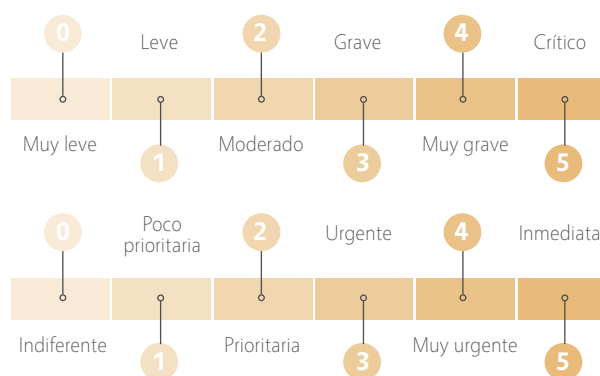 0 2 4
Leve Grave Crítico
Muy leve Moderado Muy grave
1 3 5
0 2 4
Poco
prioritaria
Urgente Inmediata
Indiferente Prioritaria Muy urgente
1 3 5